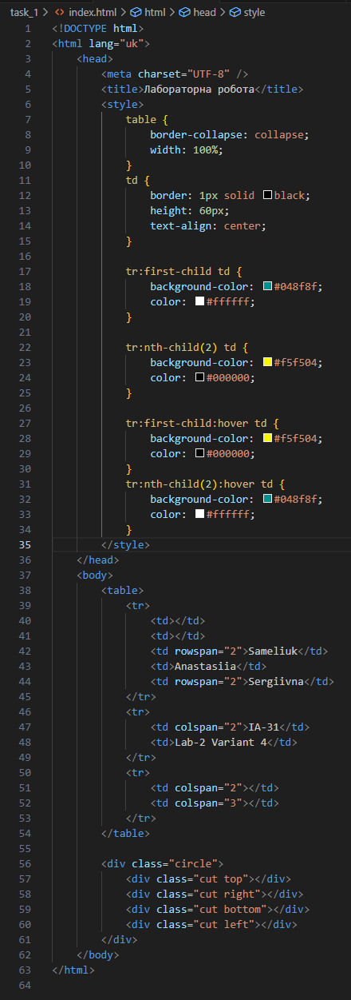 task_1 > <> index.html > html > head > style
1 <!DOCTYPE html>
2 <html lang="uk">
3 <head>
4 <meta charset="UTF-8" />
5 <title>Лабораторна робота</title>
6 <style>
7 table {
8 border-collapse: collapse;
9 width: 100%;
10 }
11 td {
12 border: 1px solid black;
13 height: 60px;
14 text-align: center;
15 }
16
17 tr:first-child td {
18 background-color: #048f8f;
19 color: #ffffff;
20 }
21
22 tr:nth-child(2) td {
23 background-color: #f5f504;
24 color: #000000;
25 }
26
27 tr:first-child:hover td {
28 background-color: #f5f504;
29 color: #000000;
30 }
31 tr:nth-child(2):hover td {
32 background-color: #048f8f;
33 color: #ffffff;
34 }
35 </style>
36 </head>
37 <body>
38 <table>
39 <tr>
40 <td></td>
41 <td></td>
42 <td rowspan="2">Sameliuk</td>
43 <td>Anastasiia</td>
44 <td rowspan="2">Sergiivna</td>
45 </tr>
46 <tr>
47 <td colspan="2">IA-31</td>
48 <td>Lab-2 Variant 4</td>
49 </tr>
50 <tr>
51 <td colspan="2"></td>
52 <td colspan="3"></td>
53 </tr>
54 </table>
55
56 <div class="circle">
57 <div class="cut top"></div>
58 <div class="cut right"></div>
59 <div class="cut bottom"></div>
60 <div class="cut left"></div>
61 </div>
62 </body>
63 </html>
64